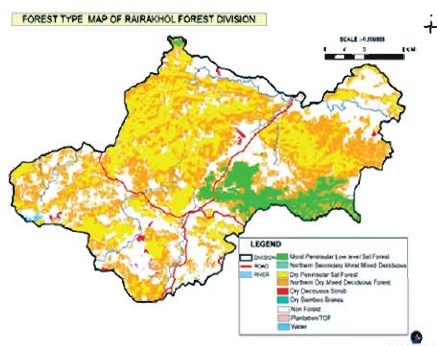 FOREST TYPE MAP OF RAIRAKHOL FOREST DIVISION
SCALE
KM
LEGEND
DIVISION
ROAD
RIVER
Moist Peninsular Low level Sal Forest
Northern Secondary Moist Mixed Deciduous
Dry Peninsular Sal Forest
Northern Dry Mixed Deciduous Forest
Dry Deciduous Scrub
Dry Bamboo Brakes
Non Forest
Plantation/TOF
Water